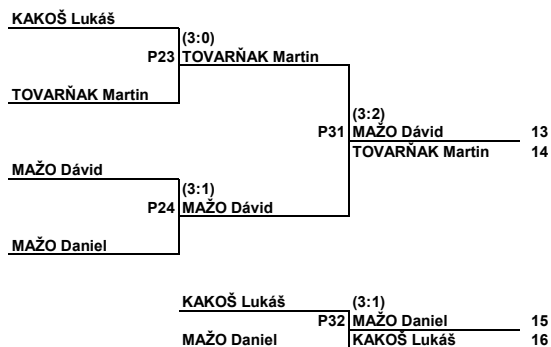 KAKOŠ Lukáš
(3:0)
P23 TOVARŇAK Martin
TOVARŇAK Martin
(3:2)
P31 MAŽO Dávid 13
TOVARŇAK Martin 14
MAŽO Dávid
(3:1)
P24 MAŽO Dávid
MAŽO Daniel
KAKOŠ Lukáš (3:1)
P32 MAŽO Daniel 15
MAŽO Daniel KAKOŠ Lukáš 16